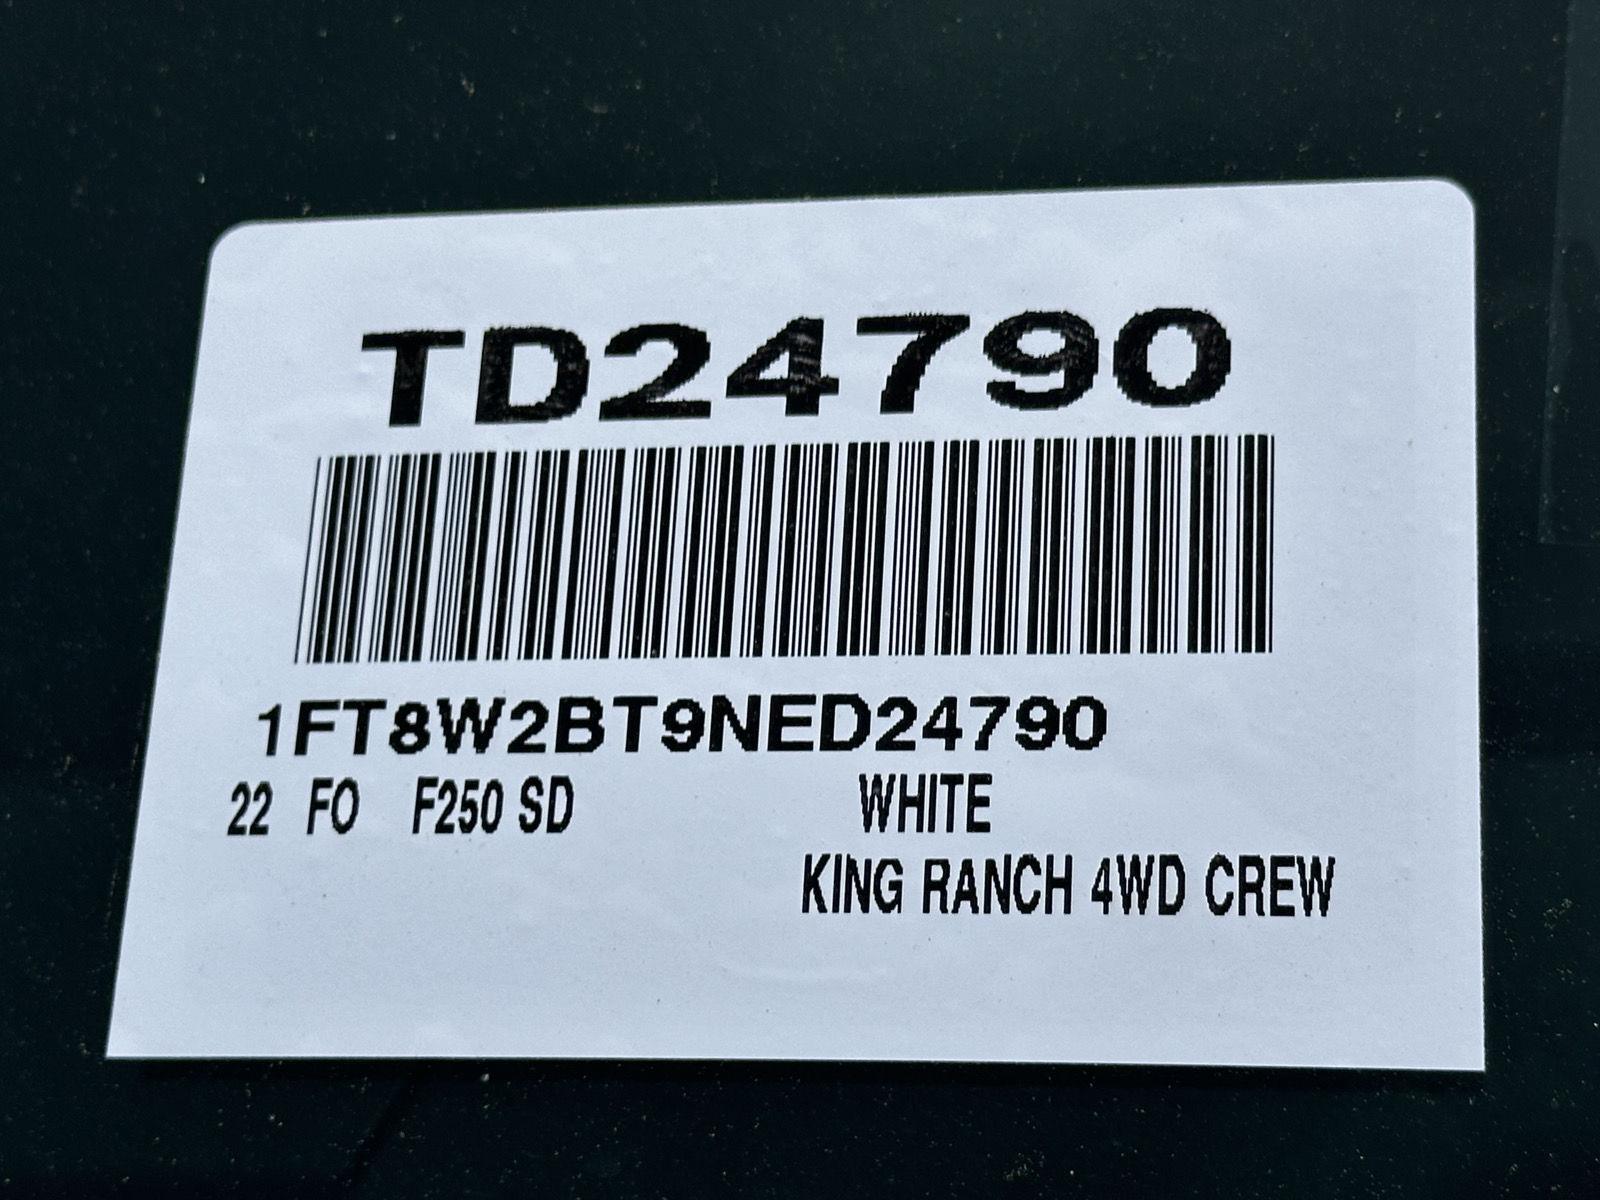 TD24790
1FT8W2BT9NED24790
22 FO F250 SD WHITE
KING RANCH 4WD CREW